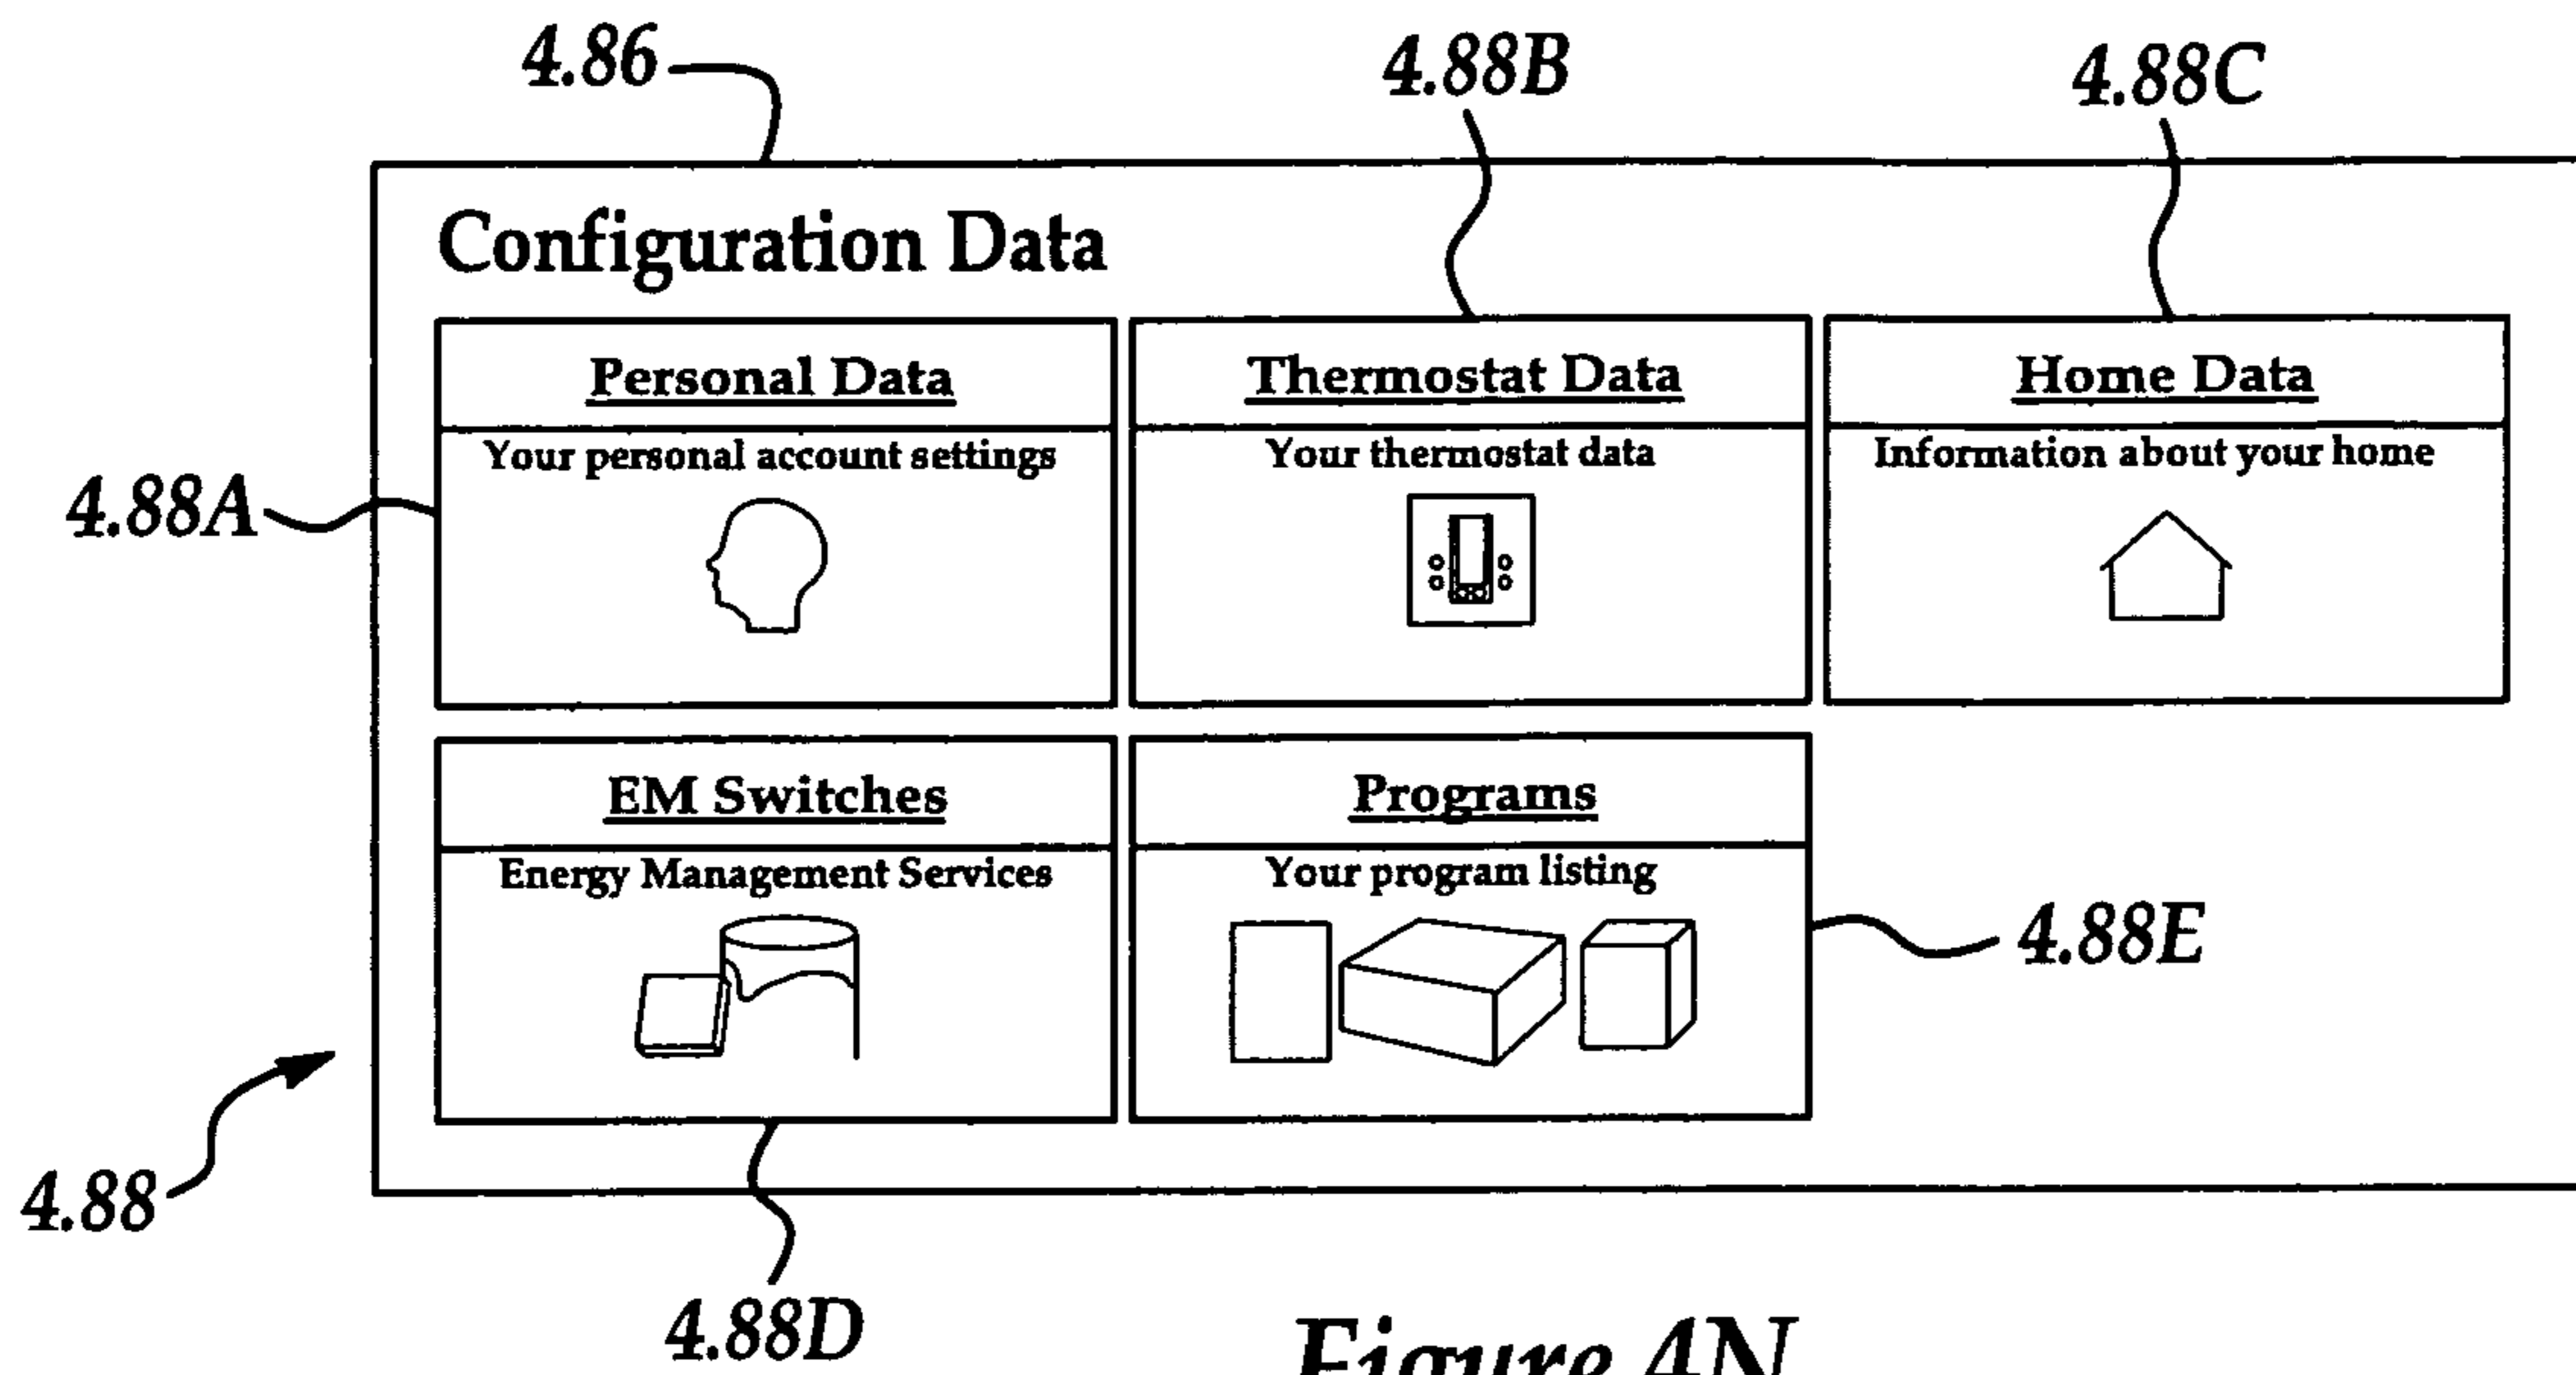 4.86
4.88B
4.88C
Configuration Data
Personal Data
Thermostat Data
Home Data
Your personal account settings
Your thermostat data
Information about your home
4.88A
EM Switches
Programs
Energy Management Services
Your program listing
4.88E
4.88
4.88D
Figure 4N